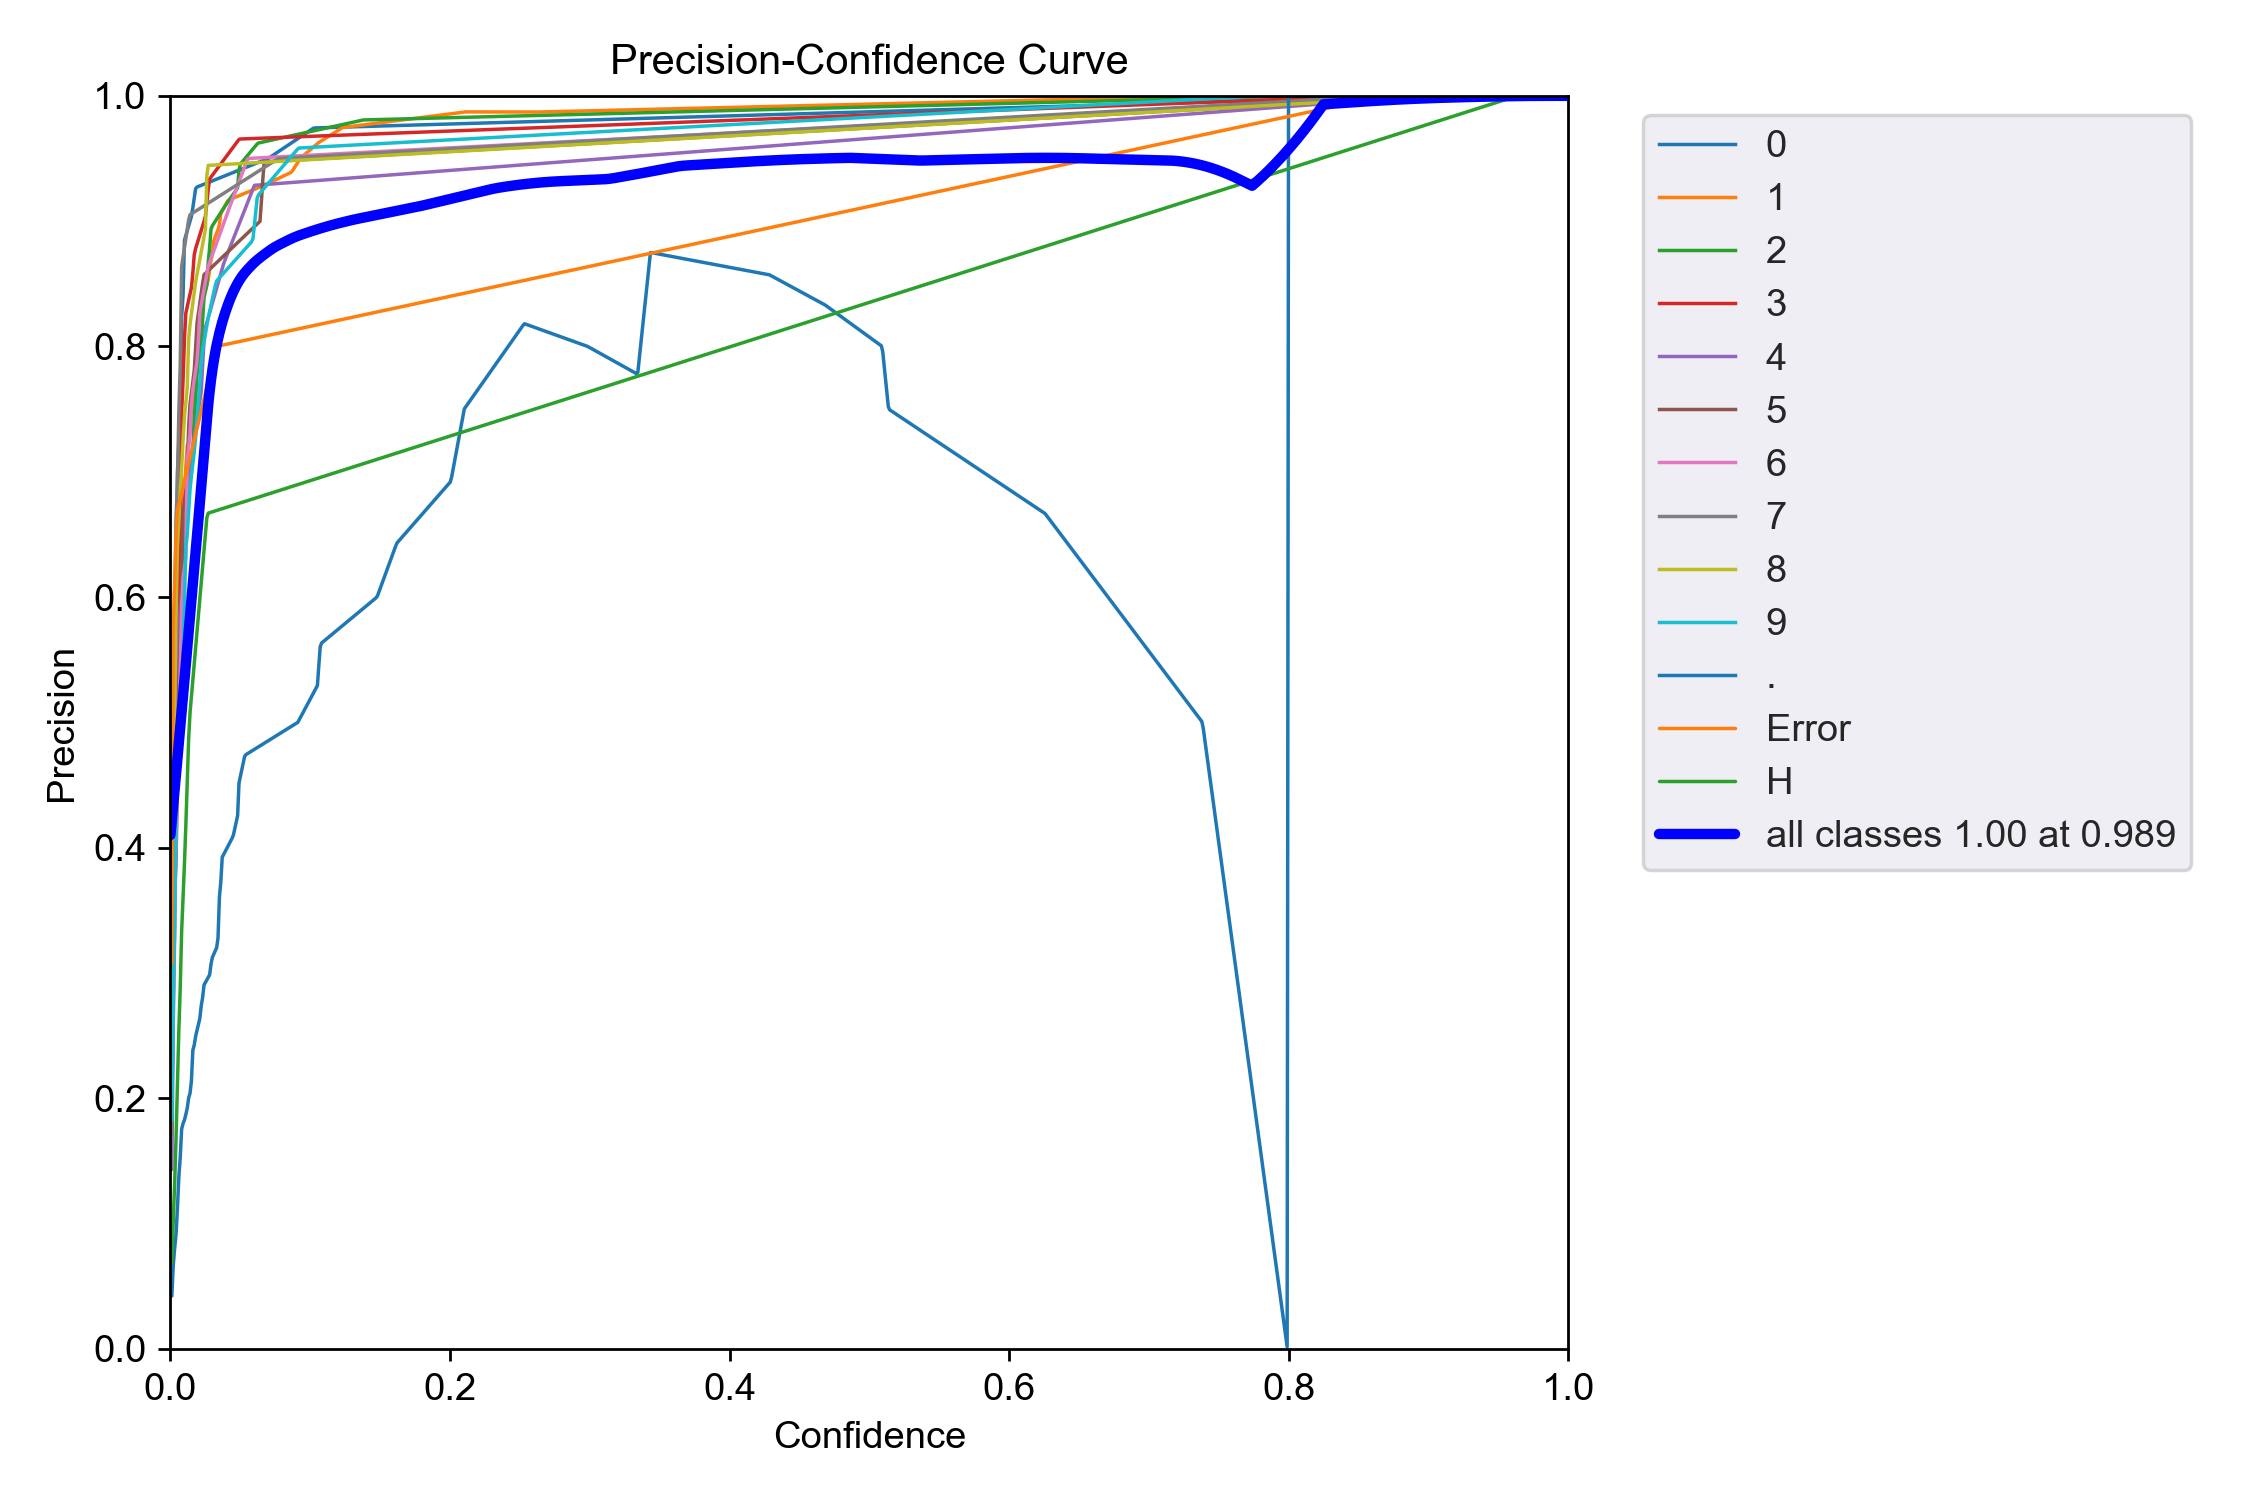 Precision-Confidence Curve
1.0
0.8
0.6
0.4
0.2
0.0
Precision
0.0 0.2 0.4 0.6 0.8 1.0
Confidence
0
1
2
3
4
5
6
7
8
9
.
Error
H
all classes 1.00 at 0.989